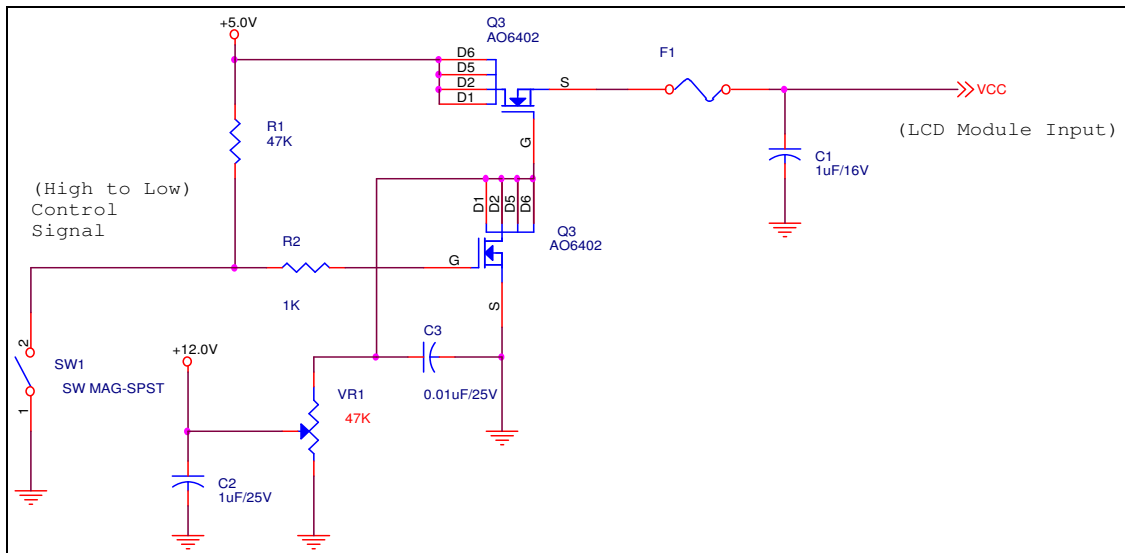 +5.0V
Q3
AO6402
D6
D5
D2
D1
S
G
F1
VCC
(LCD Module Input)
R1
47K
C1
1uF/16V
(High to Low)
Control
Signal
D1
D2
D5
D6
Q3
AO6402
R2
1K
G
S
+12.0V
C3
0.01uF/25V
2
SW1
SW MAG-SPST
1
VR1
47K
C2
1uF/25V